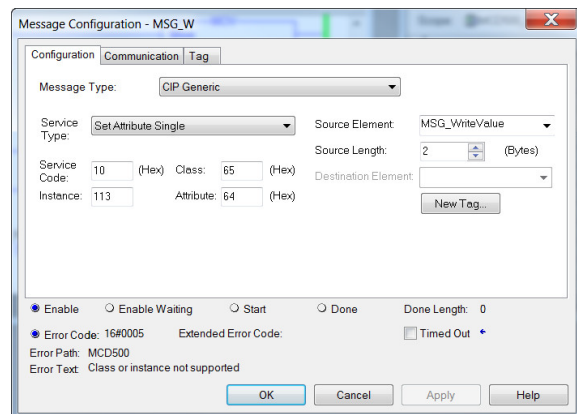 Message Configuration - MSG_W
Configuration Communication Tag
Message Type: CIP Generic
Service Type: Set Attribute Single
Source Element: MSG_WriteValue
Source Length: 2 (Bytes)
Service Code: 10 (Hex) Class: 65 (Hex)
Destination Element:
Instance: 113 Attribute: 64 (Hex)
New Tag...
Enable Enable Waiting Start Done Done Length: 0
Error Code: 16#0005 Extended Error Code: Timed Out
Error Path: MCD500
Error Text: Class or instance not supported
OK Cancel Apply Help